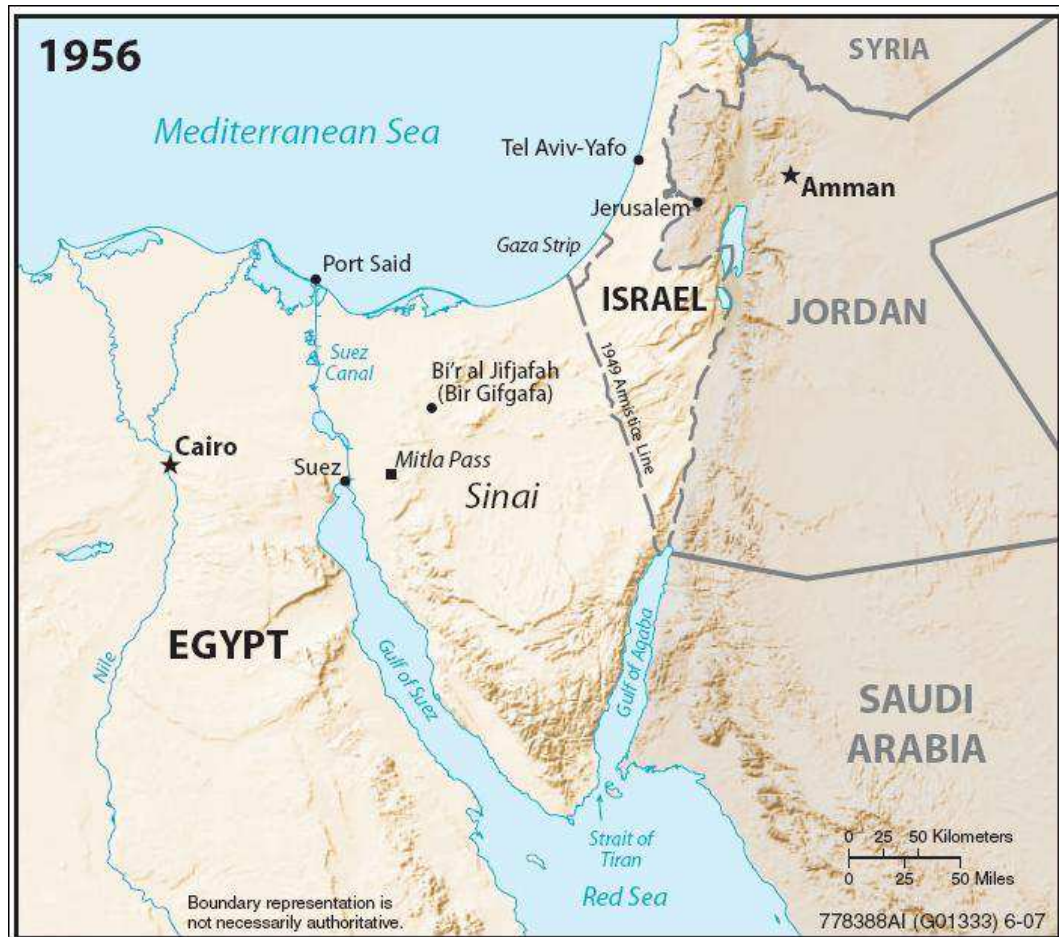 1956
SYRIA
Mediterranean Sea
Tel Aviv-Yafo
Amman
Jerusalem
Gaza Strip
Port Said
ISRAEL
JORDAN
Suez
Canal
Bi'r al Jifjafah
(Bir Gifgafa)
1949 Armistice Line
Cairo
Mitla Pass
Suez
Sinai
EGYPT
Nile
Gulf of Suez
Gulf of Aqaba
SAUDI
ARABIA
Strait of
Tiran
Red Sea
0 25 50 Kilometers
0 25 50 Miles
Boundary representation is
not necessarily authoritative.
778388AI (G01333) 6-07